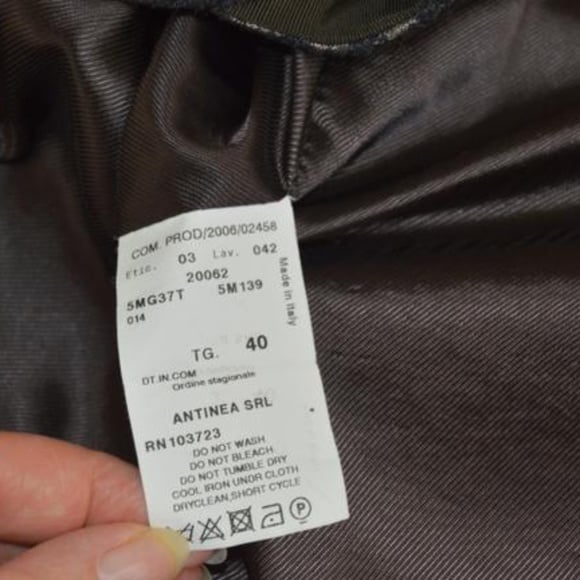 COM. PROD/2006/02458
Etic. 03 Lav. 042
20062
5MG37T 5M139
014
Made in Italy
TG. 40
DT.IN.COM
Ordine stagionale
ANTINEA SRL
RN103723
DO NOT WASH
DO NOT BLEACH
DO NOT TUMBLE DRY
COOL IRON UNDR CLOTH
DRYCLEAN,SHORT CYCLE
P